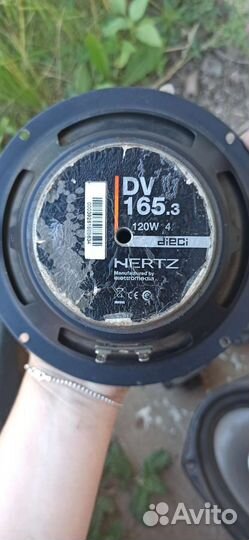 DV
165.3
120W 4
dieci
HERTZ
Manufactured by
elettromedia
Avito